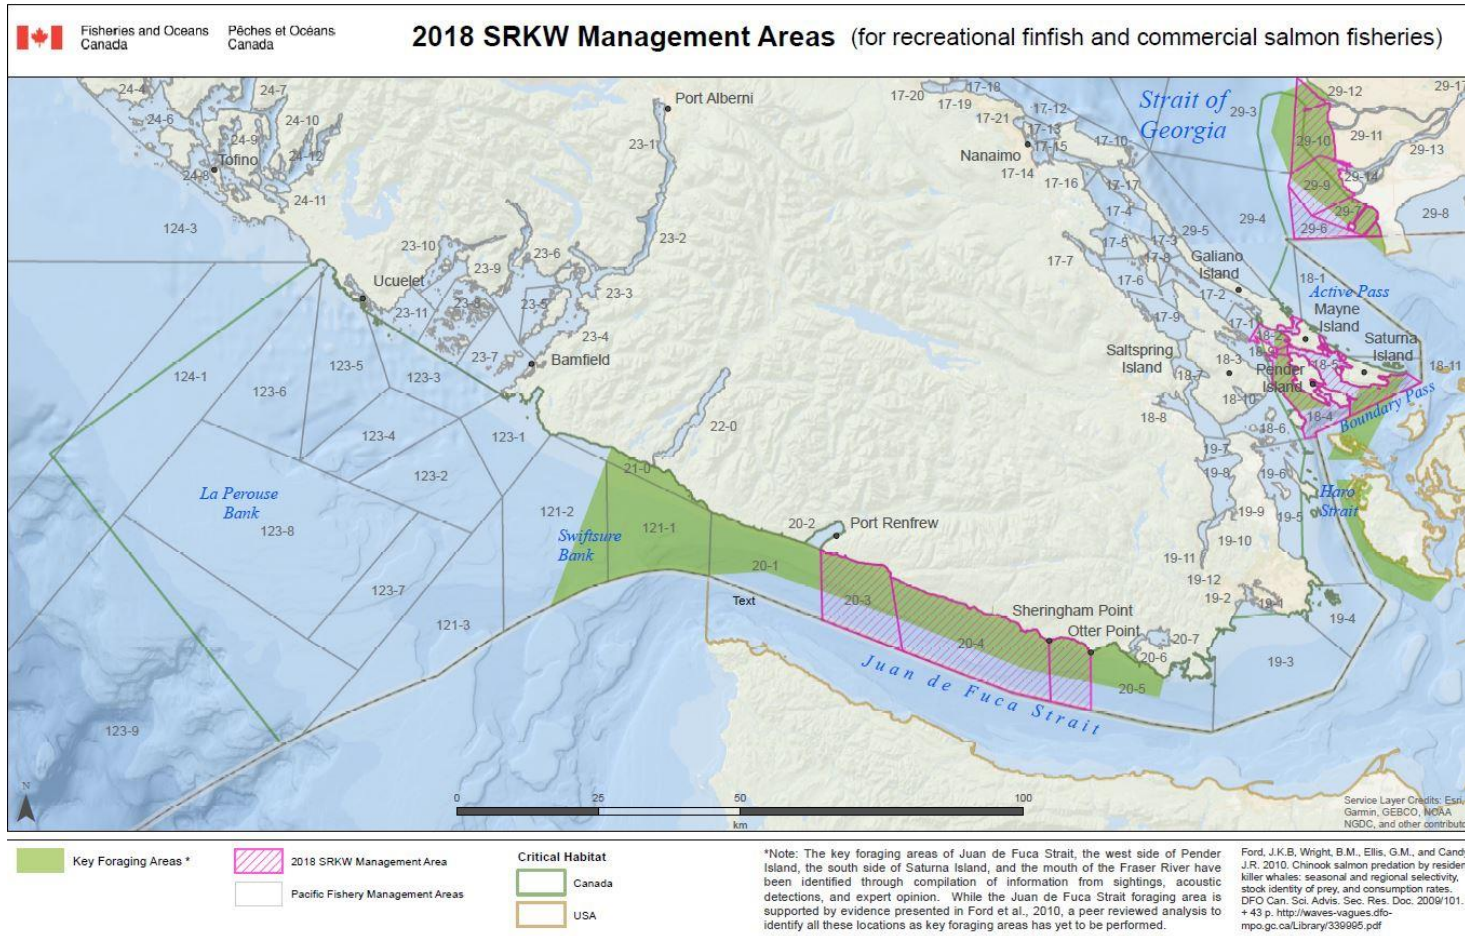 Fisheries and Oceans
Canada
Pêches et Océans
Canada
2018 SRKW Management Areas (for recreational finfish and commercial salmon fisheries)
24-4
24-7
24-6
24-10
24-9
24-12
Tofino
24-8
24-11
124-3
Port Alberni
23-1
23-2
23-10
23-6
23-9
Ucuelet
23-3
23-8
23-5
23-11
23-4
23-7
Bamfield
17-20
17-18
17-19
17-12
17-21
17-13
17-10
17-15
Nanaimo
17-14
17-16
17-17
17-4
17-5
17-3
29-5
17-7
17-8
Galiano
Island
17-6
17-2
17-9
17-1
Strait of
Georgia
29-3
29-12
29-17
29-10
29-11
29-13
29-14
29-9
29-4
29-7
29-8
29-6
18-1
Active Pass
Mayne
Island
18-2
Saturna
Island
Saltspring
Island
18-3
18-9
18-5
18-11
Pender
Island
18-7
18-10
18-4
Boundary Pass
18-8
18-6
124-1
123-5
123-3
123-6
123-4
123-1
22-0
123-2
21-0
La Perouse
Bank
123-8
121-2
121-1
Swiftsure
Bank
20-2
Port Renfrew
20-1
123-7
Text
20-3
121-3
Sheringham Point
Otter Point
20-4
20-7
20-6
20-5
Juan de Fuca Strait
123-9
19-7
19-8
19-6
Haro
Strait
19-9
19-5
19-10
19-11
19-12
19-2
19-1
19-4
19-3
N
0
25
50
100
km
Service Layer Credits: Esri,
Garmin, GEBCO, NOAA
NGDC, and other contributo
Key Foraging Areas *
2018 SRKW Management Area
Pacific Fishery Management Areas
Critical Habitat
Canada
USA
*Note: The key foraging areas of Juan de Fuca Strait, the west side of Pender
Island, the south side of Saturna Island, and the mouth of the Fraser River have
been identified through compilation of information from sightings, acoustic
detections, and expert opinion. While the Juan de Fuca Strait foraging area is
supported by evidence presented in Ford et al., 2010, a peer reviewed analysis to
identify all these locations as key foraging areas has yet to be performed.
Ford, J.K.B, Wright, B.M., Ellis, G.M., and Candy
J.R. 2010. Chinook salmon predation by residen
killer whales: seasonal and regional selectivity,
stock identity of prey, and consumption rates.
DFO Can. Sci. Advis. Sec. Res. Doc. 2009/101.
+ 43 p. http://waves-vagues.dfo-
mpo.gc.ca/Library/339995.pdf